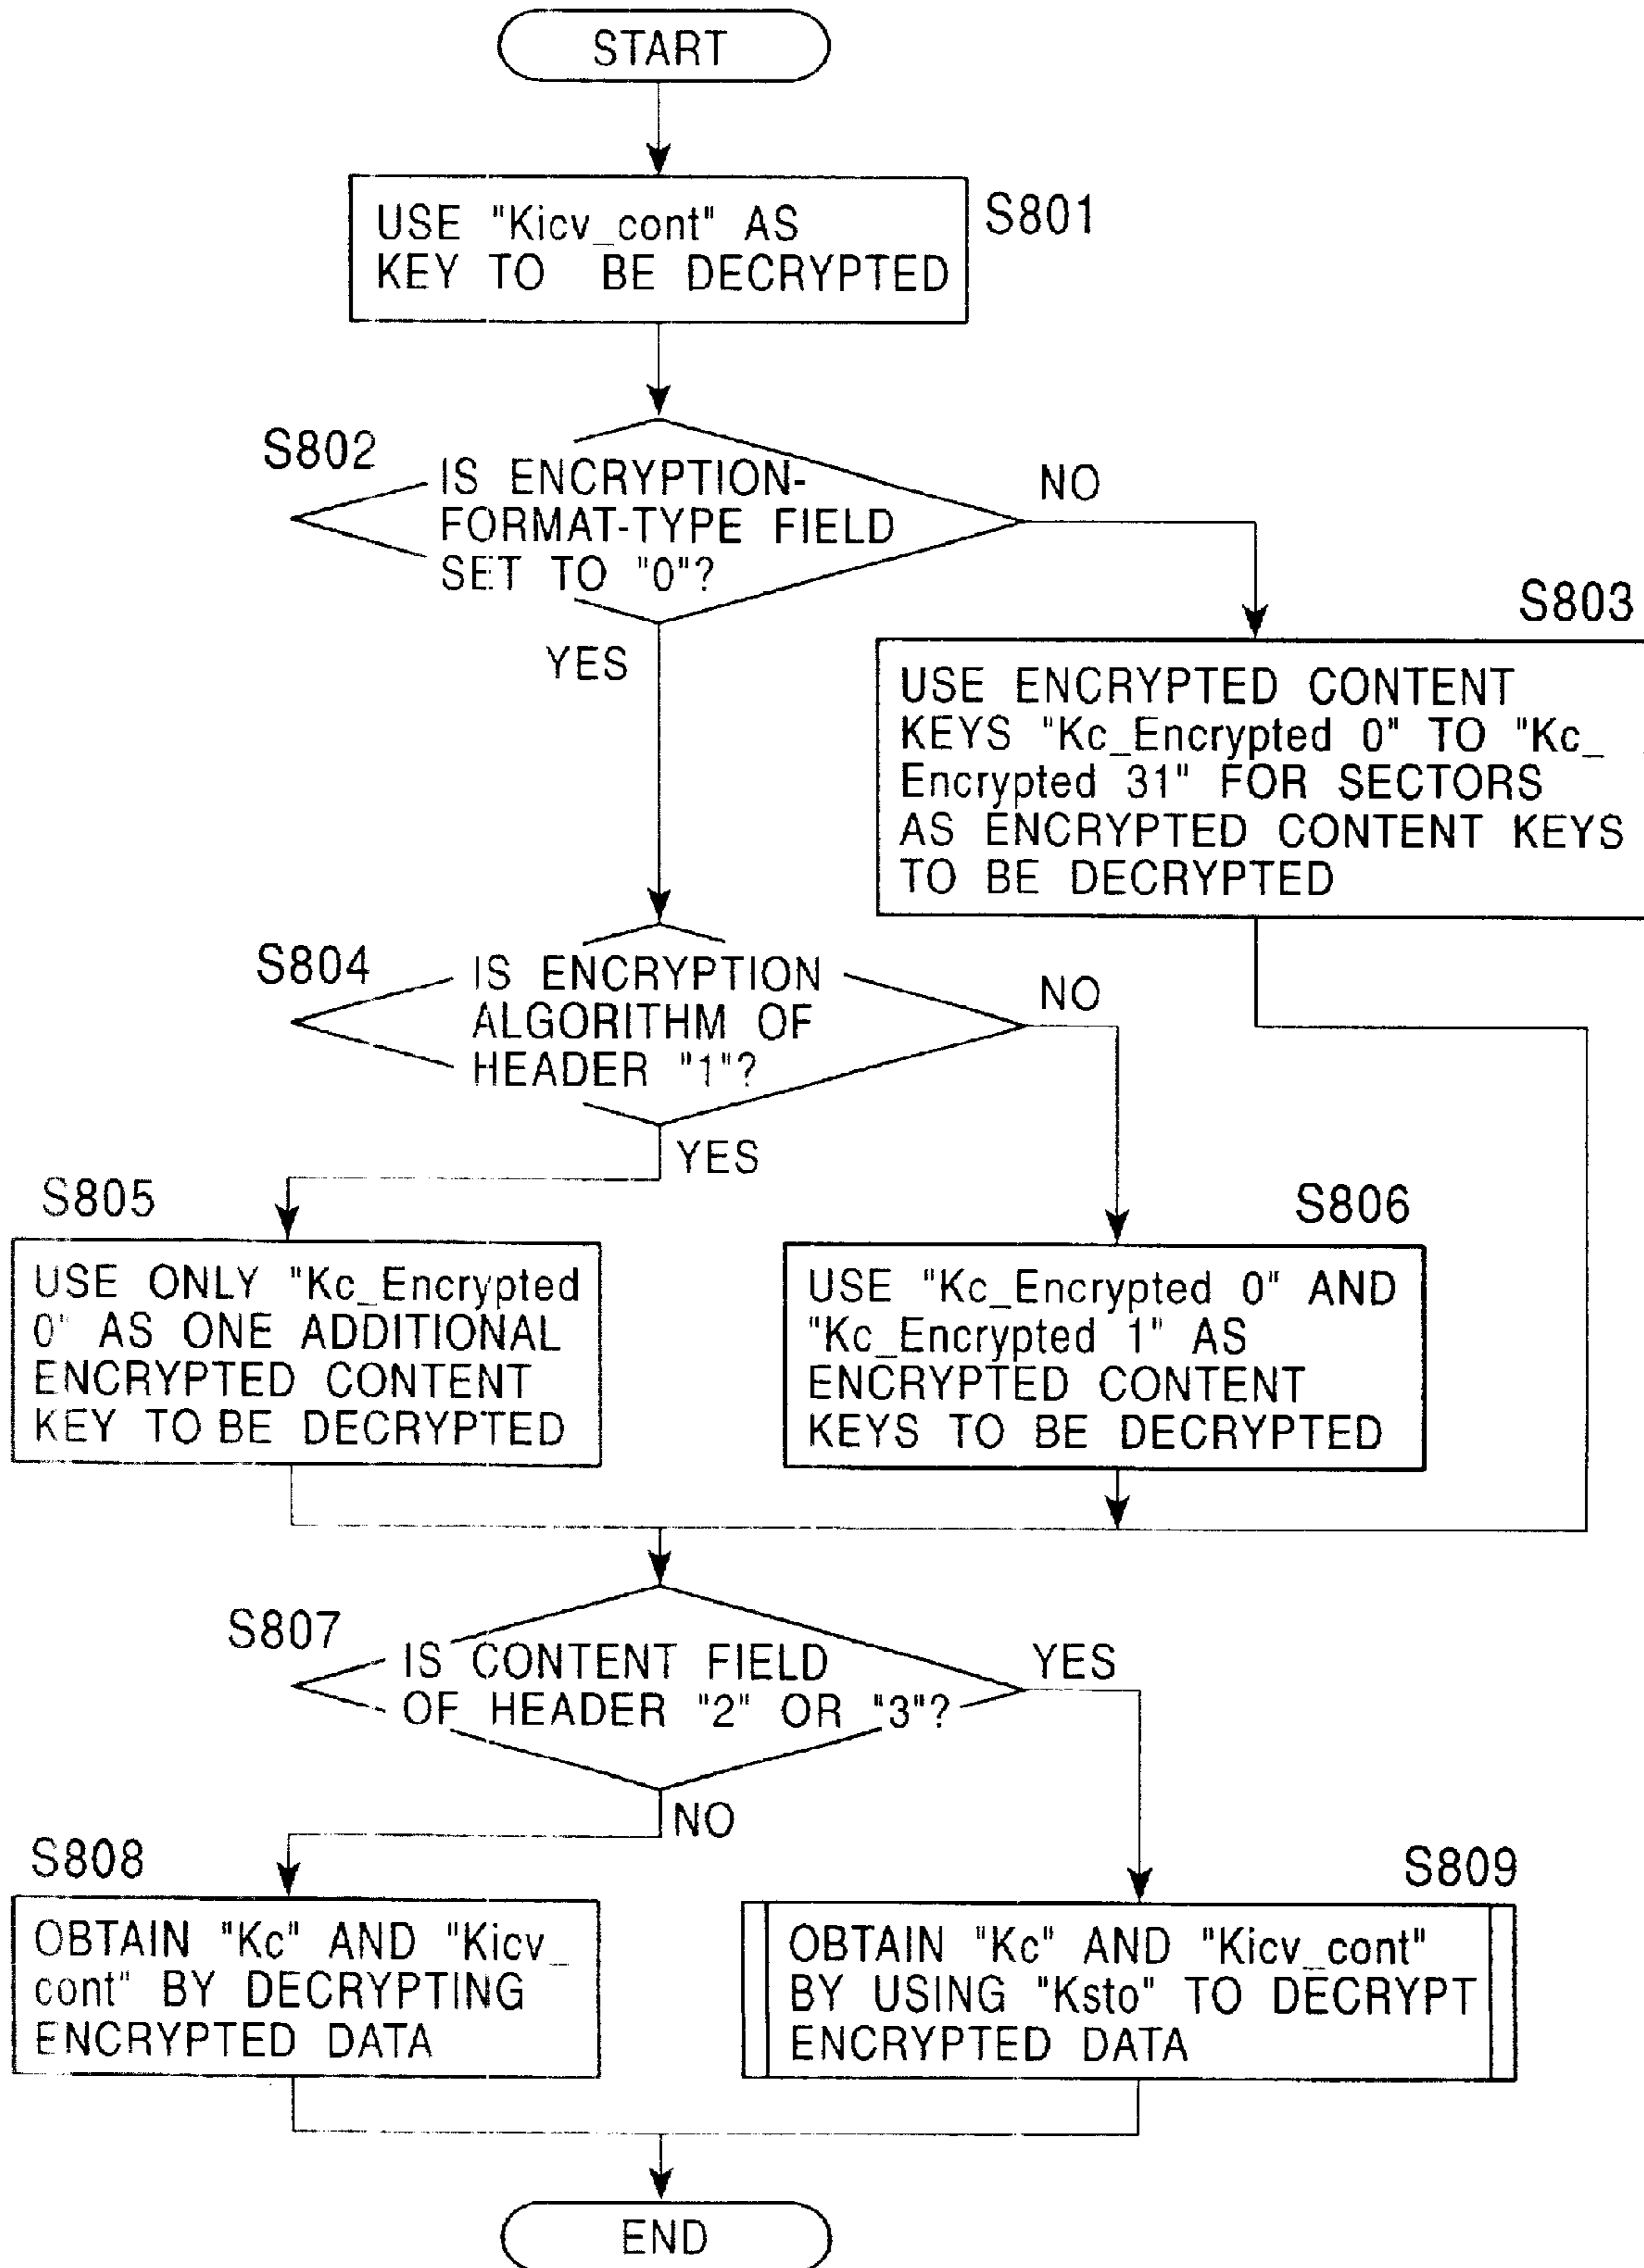 START
S801
USE "Kicv_cont" AS
KEY TO BE DECRYPTED
S802
IS ENCRYPTION-
FORMAT-TYPE FIELD
SET TO "0"?
NO
YES
S803
USE ENCRYPTED CONTENT
KEYS "Kc_Encrypted 0" TO "Kc_
Encrypted 31" FOR SECTORS
AS ENCRYPTED CONTENT KEYS
TO BE DECRYPTED
S804
IS ENCRYPTION
ALGORITHM OF
HEADER "1"?
NO
YES
S805
USE ONLY "Kc_Encrypted
0" AS ONE ADDITIONAL
ENCRYPTED CONTENT
KEY TO BE DECRYPTED
S806
USE "Kc_Encrypted 0" AND
"Kc_Encrypted 1" AS
ENCRYPTED CONTENT
KEYS TO BE DECRYPTED
S807
IS CONTENT FIELD
OF HEADER "2" OR "3"?
YES
NO
S808
OBTAIN "Kc" AND "Kicv_
cont" BY DECRYPTING
ENCRYPTED DATA
S809
OBTAIN "Kc" AND "Kicv_cont"
BY USING "Ksto" TO DECRYPT
ENCRYPTED DATA
END